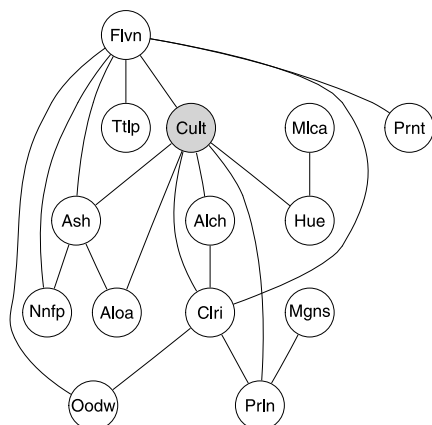 Flvn
Ttlp
Cult
Mlca
Prnt
Ash
Alch
Hue
Nnfp
Aloa
Clri
Mgns
Oodw
Prln